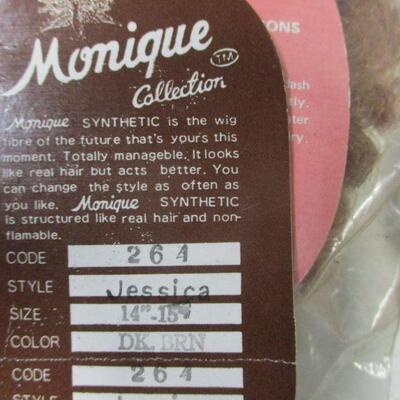 Monique
TM
Collection
Monique SYNTHETIC is the wig
fibre of the future that's yours this
moment. Totally manageble. It looks
like real hair but acts better. You
can change the style as often as
you like. Monique SYNTHETIC
is structured like real hair and non-
flamable.
CODE 264
STYLE Jessica
SIZE. 14"-15"
COLOR DK. BRN
CODE 264
STYLE
IONS